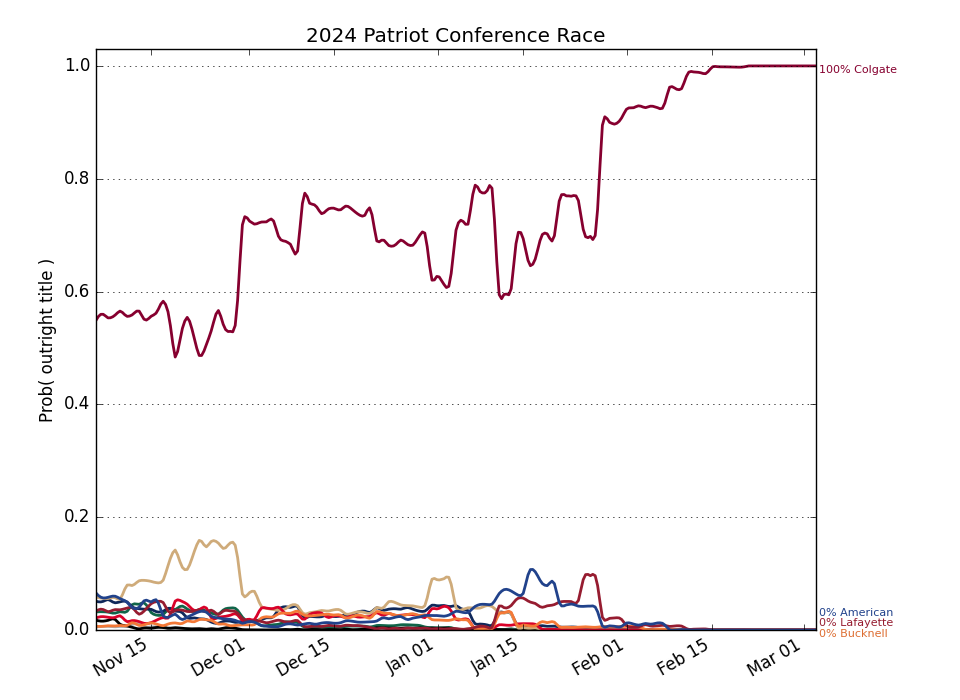 2024 Patriot Conference Race
1.0
100% Colgate
0.8
0.6
Prob( outright title )
0.4
0.2
0% American
0% Lafayette
0.0
0% Bucknell
Nov 15
Dec 01
Dec 15
Jan 01
Jan 15
Feb 01
Feb 15
Mar 01